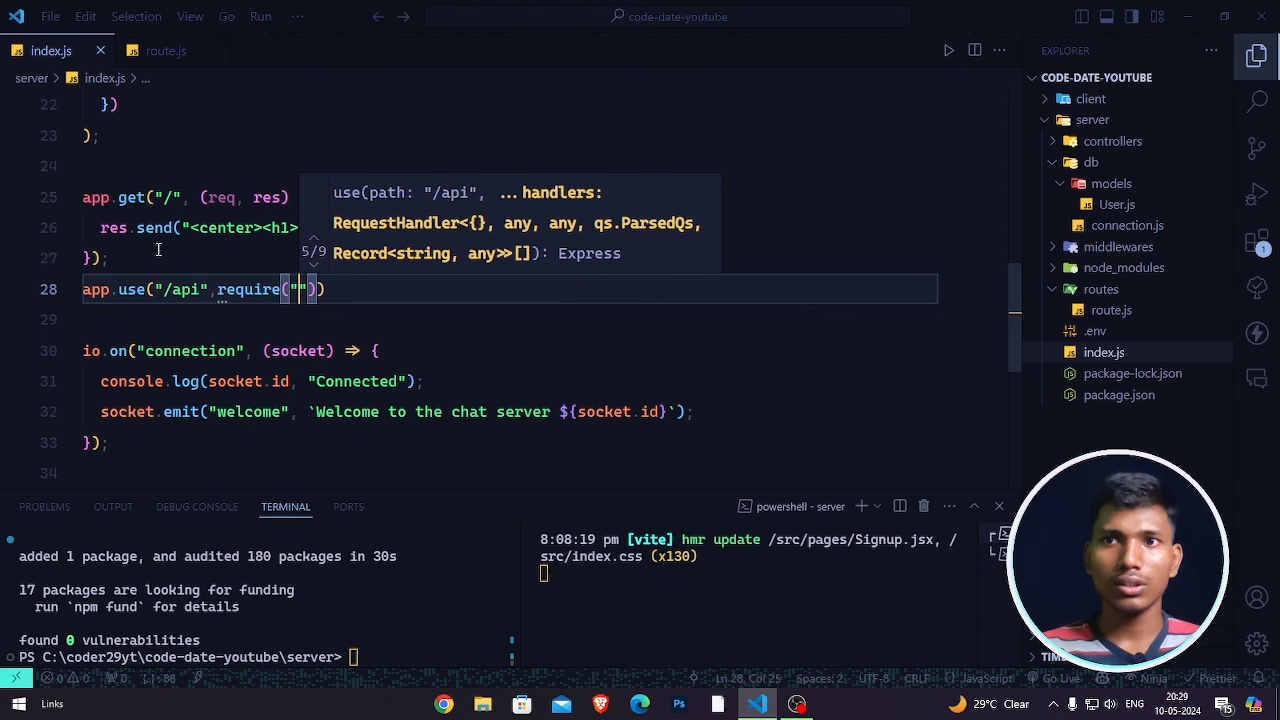 File Edit Selection View Go Run ··· code-date-youtube
index.js route.js
server > index.js > ...
EXPLORER
CODE-DATE-YOUTUBE
client
server
controllers
db
models
User.js
connection.js
middlewares
node_modules
routes
route.js
.env
index.js
package-lock.json
package.json
22 })
23 );
24
25 app.get("/", (req, res)
26 res.send("<center><h1>
27 });
28 app.use("/api",require(""))
29
30 io.on("connection", (socket) => {
31 console.log(socket.id, "Connected");
32 socket.emit("welcome", `Welcome to the chat server ${socket.id}`);
33 });
34
5/9
use(path: "/api", ...handlers:
RequestHandler<{}, any, any, qs.ParsedQs,
Record<string, any>>[]): Express
1
PROBLEMS OUTPUT DEBUG CONSOLE TERMINAL PORTS
powershell - server
added 1 package, and audited 180 packages in 30s
17 packages are looking for funding
run `npm fund` for details
found 0 vulnerabilities
PS C:\coder29yt\code-date-youtube\server>
8:08:19 pm [vite] hmr update /src/pages/Signup.jsx, /
src/index.css (x130)
0 0 0 {..}: 86
Ln 28, Col 25 Spaces: 2 UTF-8 CRLF JavaScript Go Live Ninja Prettier
Links
29°C Clear ENG 20:29
10-05-2024